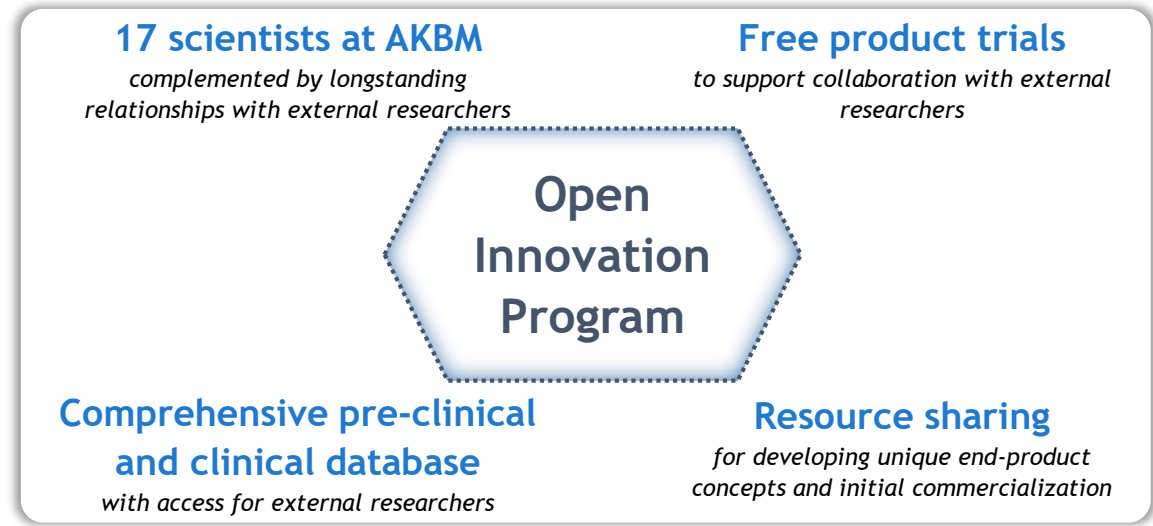 17 scientists at AKBM
complemented by longstanding
relationships with external researchers
Free product trials
to support collaboration with external
researchers
Open
Innovation
Program
Comprehensive pre-clinical
and clinical database
with access for external researchers
Resource sharing
for developing unique end-product
concepts and initial commercialization